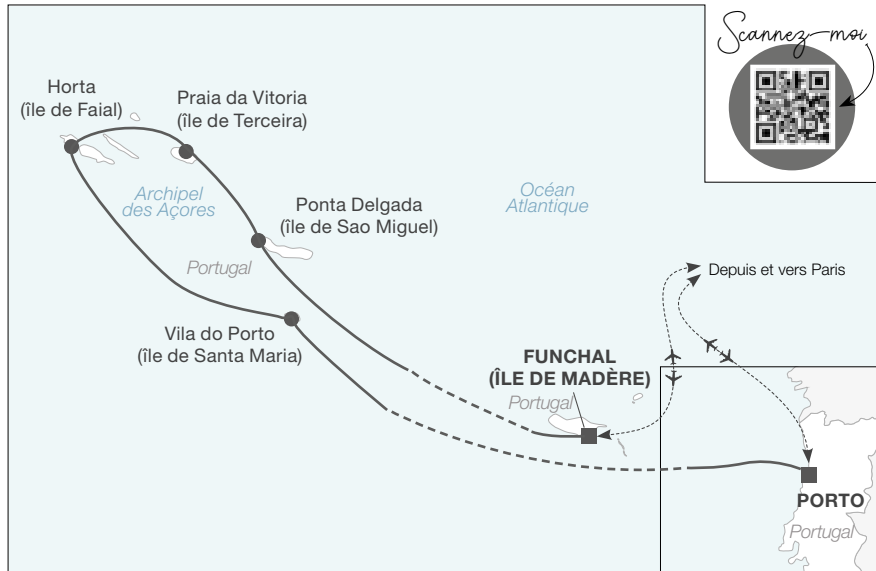 Scannez-moi
Horta
(île de Faial)
Praia da Vitoria
(île de Terceira)
Archipel
des Açores
Océan
Atlantique
Ponta Delgada
(île de Sao Miguel)
Portugal
Depuis et vers Paris
Vila do Porto
(île de Santa Maria)
FUNCHAL
(ÎLE DE MADÈRE)
Portugal
PORTO
Portugal